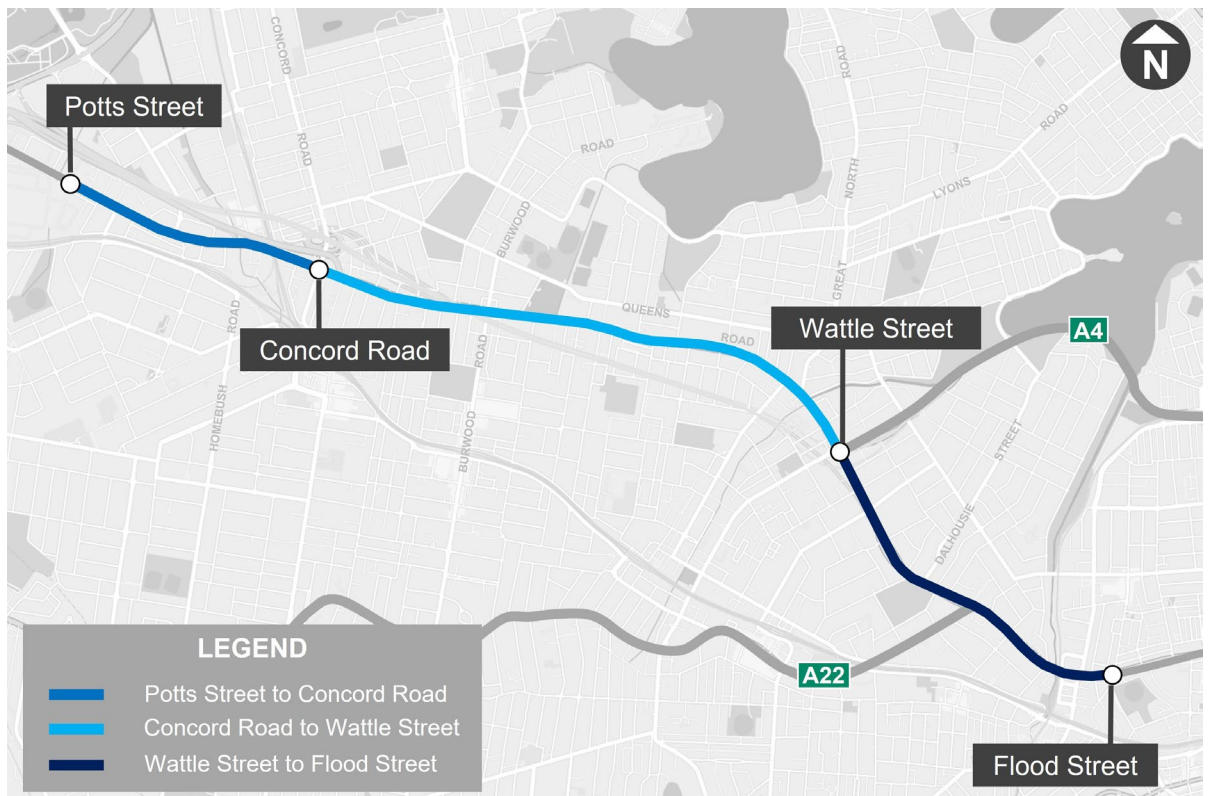 N
CONCORD
ROAD
ROAD
ROAD
NORTH
GREAT
LYONS
ROAD
Potts Street
BURWOOD
ROAD
QUEENS
ROAD
Wattle Street
A4
Concord Road
HOMEBUSH
ROAD
BURWOOD
ROAD
DALHOUSIE
STREET
A22
Flood Street
LEGEND
Potts Street to Concord Road
Concord Road to Wattle Street
Wattle Street to Flood Street